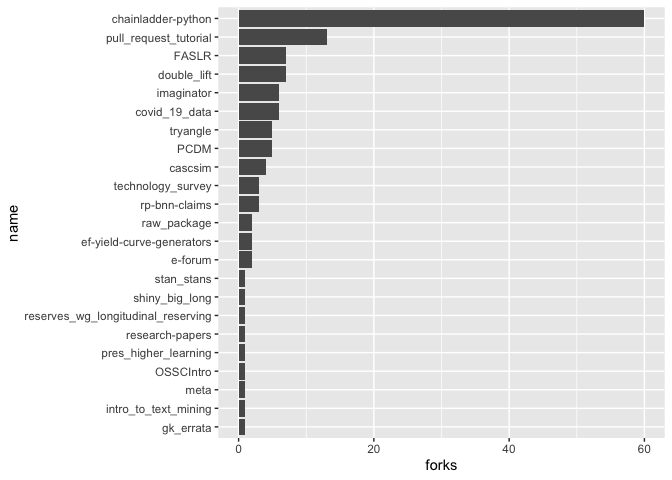 chainladder-python
pull_request_tutorial
FASLR
double_lift
imaginator
covid_19_data
tryangle
PCDM
cascsim
technology_survey
rp-bnn-claims
raw_package
ef-yield-curve-generators
e-forum
stan_stans
shiny_big_long
reserves_wg_longitudinal_reserving
research-papers
pres_higher_learning
OSSCIntro
meta
intro_to_text_mining
gk_errata
name
0 20 40 60
forks